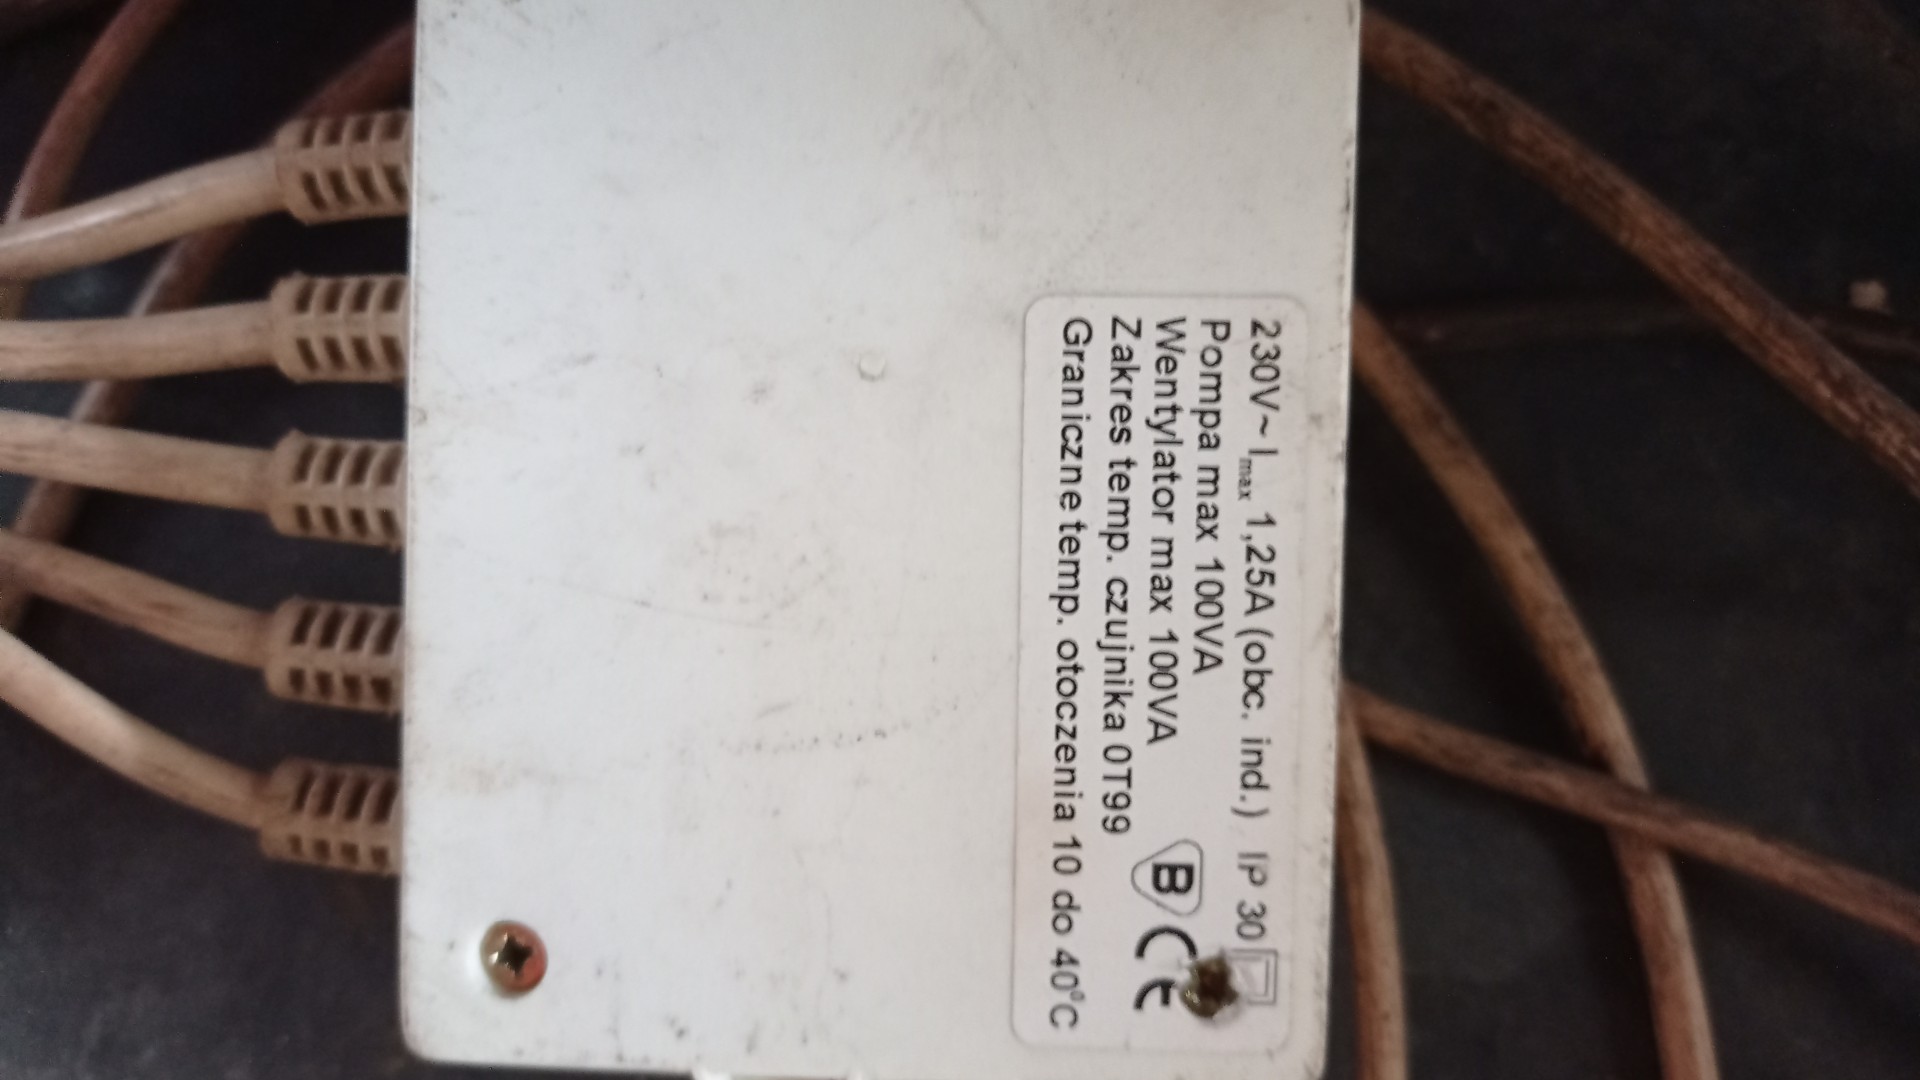 230V~ Imax 1,25A (obc. ind.) IP 30
Pompa max 100VA
Wentylator max 100VA
Zakres temp. czujnika 0T99
B CE
Graniczne temp. otoczenia 10 do 40°C